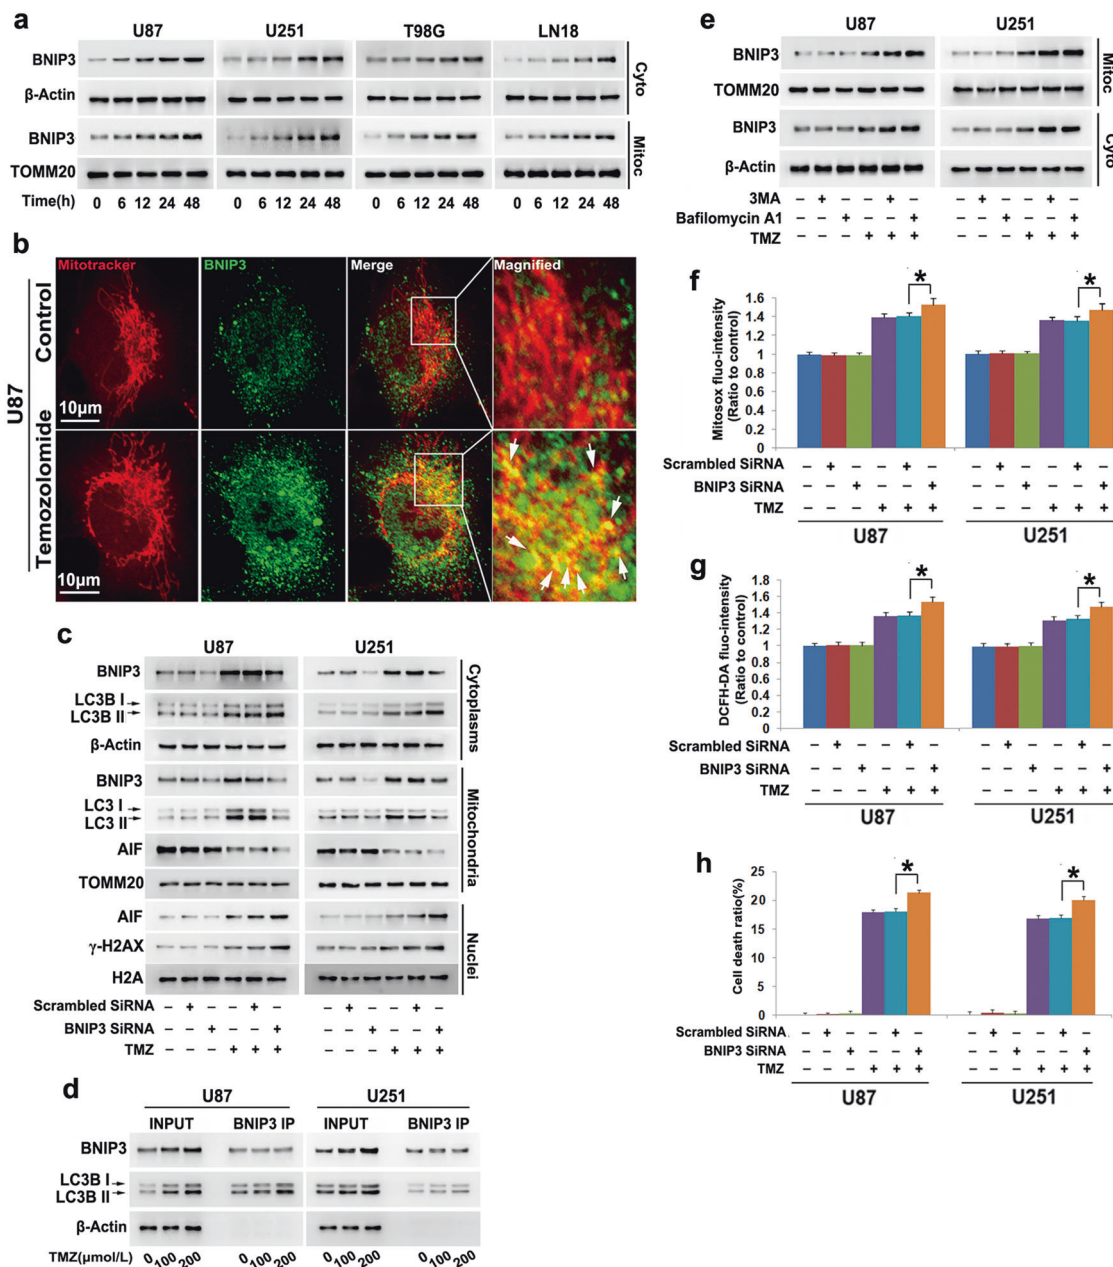 a
U87 U251 T98G LN18
BNIP3
β-Actin
Cyto
BNIP3
TOMM20
Mitoc
Time(h) 0 6 12 24 48 0 6 12 24 48 0 6 12 24 48 0 6 12 24 48
b
U87
Control
Temozolomide
Mitotracker BNIP3 Merge Magnified
10μm
10μm
c
U87 U251
BNIP3
LC3B I
LC3B II
β-Actin
Cytoplasms
BNIP3
LC3 I
LC3 II
AIF
TOMM20
Mitochondria
AIF
γ-H2AX
H2A
Nuclei
Scrambled SiRNA – + – – + – – + – – + –
BNIP3 SiRNA – – + – – + – – + – – +
TMZ – – – + + + – – – + + +
d
U87 U251
INPUT BNIP3 IP INPUT BNIP3 IP
BNIP3
LC3B I
LC3B II
β-Actin
TMZ(μmol/L) 0 100 200 0 100 200 0 100 200 0 100 200
e
U87 U251
BNIP3
TOMM20
Mitoc
BNIP3
β-Actin
Cyto
3MA – + – – + – – + – – + –
Bafilomycin A1 – – + – – + – – + – – +
TMZ – – – + + + – – – + + +
f
Mitosox fluo-intensity
(Ratio to control)
1.6
1.4
1.2
1
0.8
0.6
0.4
0.2
0
* *
Scrambled SiRNA – + – – + – – + – – + –
BNIP3 SiRNA – – + – – + – – + – – +
TMZ – – – + + + – – – + + +
U87 U251
g
DCFH-DA fluo-intensity
(Ratio to control)
1.8
1.6
1.4
1.2
1
0.8
0.6
0.4
0.2
0
* *
Scrambled SiRNA – + – – + – – + – – + –
BNIP3 SiRNA – – + – – + – – + – – +
TMZ – – – + + + – – – + + +
U87 U251
h
Cell death ratio(%)
25
20
15
10
5
0
* *
Scrambled SiRNA – + – – + – – + – – + –
BNIP3 SiRNA – – + – – + – – + – – +
TMZ – – – + + + – – – + + +
U87 U251